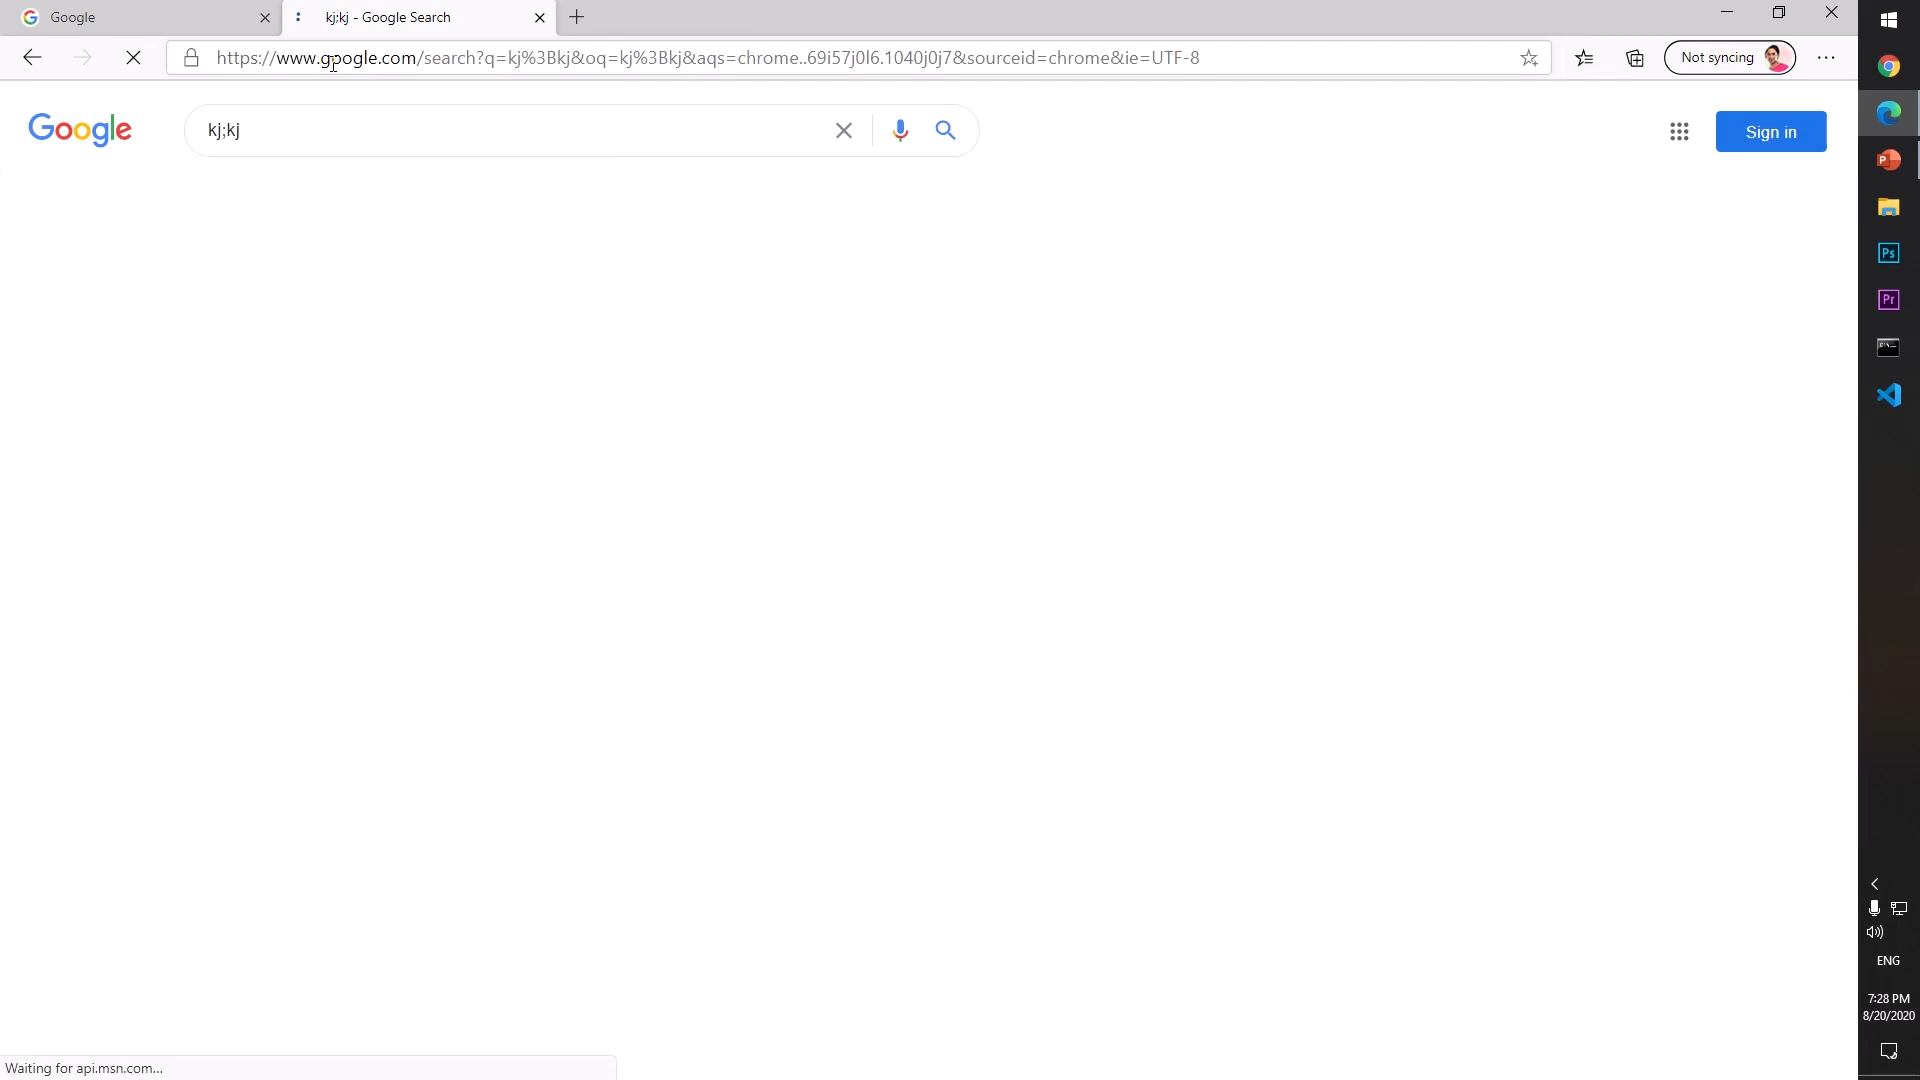 Google
kj;kj - Google Search
https://www.google.com/search?q=kj%3Bkj&oq=kj%3Bkj&aqs=chrome..69i57j0l6.1040j0j7&sourceid=chrome&ie=UTF-8
Not syncing
Google
kj;kj
Sign in
P
Ps
Pr
ENG
7:28 PM
8/20/2020
Waiting for api.msn.com...